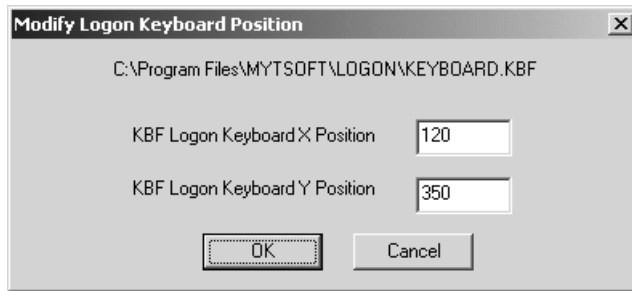 Modify Logon Keyboard Position
C:\Program Files\MYTSOFT\LOGON\KEYBOARD.KBF
KBF Logon Keyboard X Position 120
KBF Logon Keyboard Y Position 350
OK Cancel